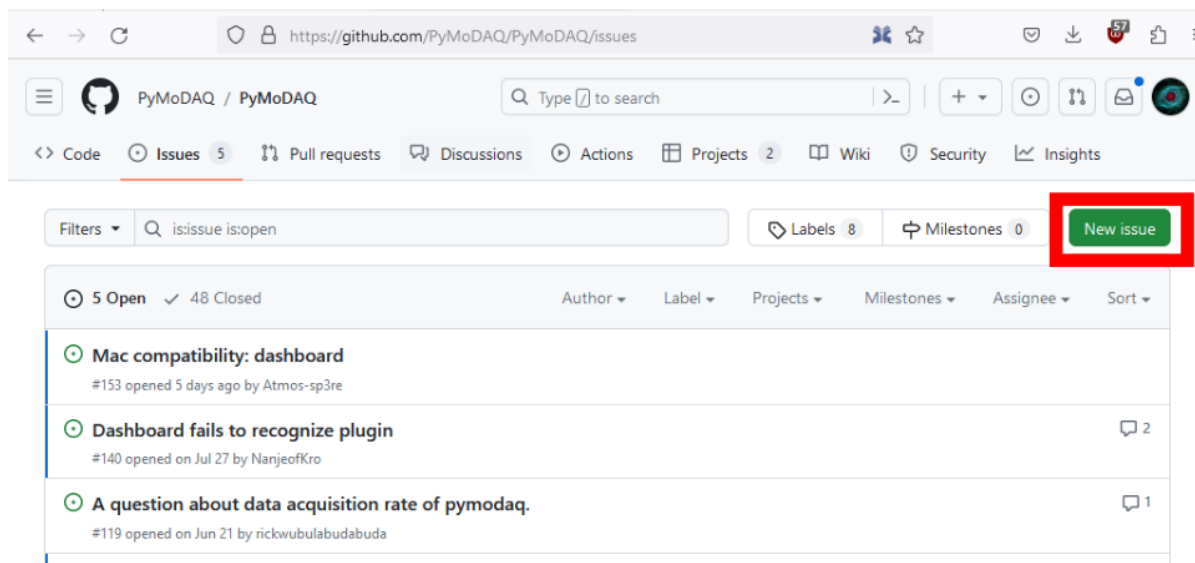 https://github.com/PyMoDAQ/PyMoDAQ/issues 57
PyMoDAQ / PyMoDAQ Type / to search
Code Issues 5 Pull requests Discussions Actions Projects 2 Wiki Security Insights
Filters is:issue is:open Labels 8 Milestones 0 New issue
5 Open 48 Closed Author Label Projects Milestones Assignee Sort
Mac compatibility: dashboard
#153 opened 5 days ago by Atmos-sp3re
Dashboard fails to recognize plugin 2
#140 opened on Jul 27 by NanjeofKro
A question about data acquisition rate of pymodaq. 1
#119 opened on Jun 21 by rickwubulabudabuda